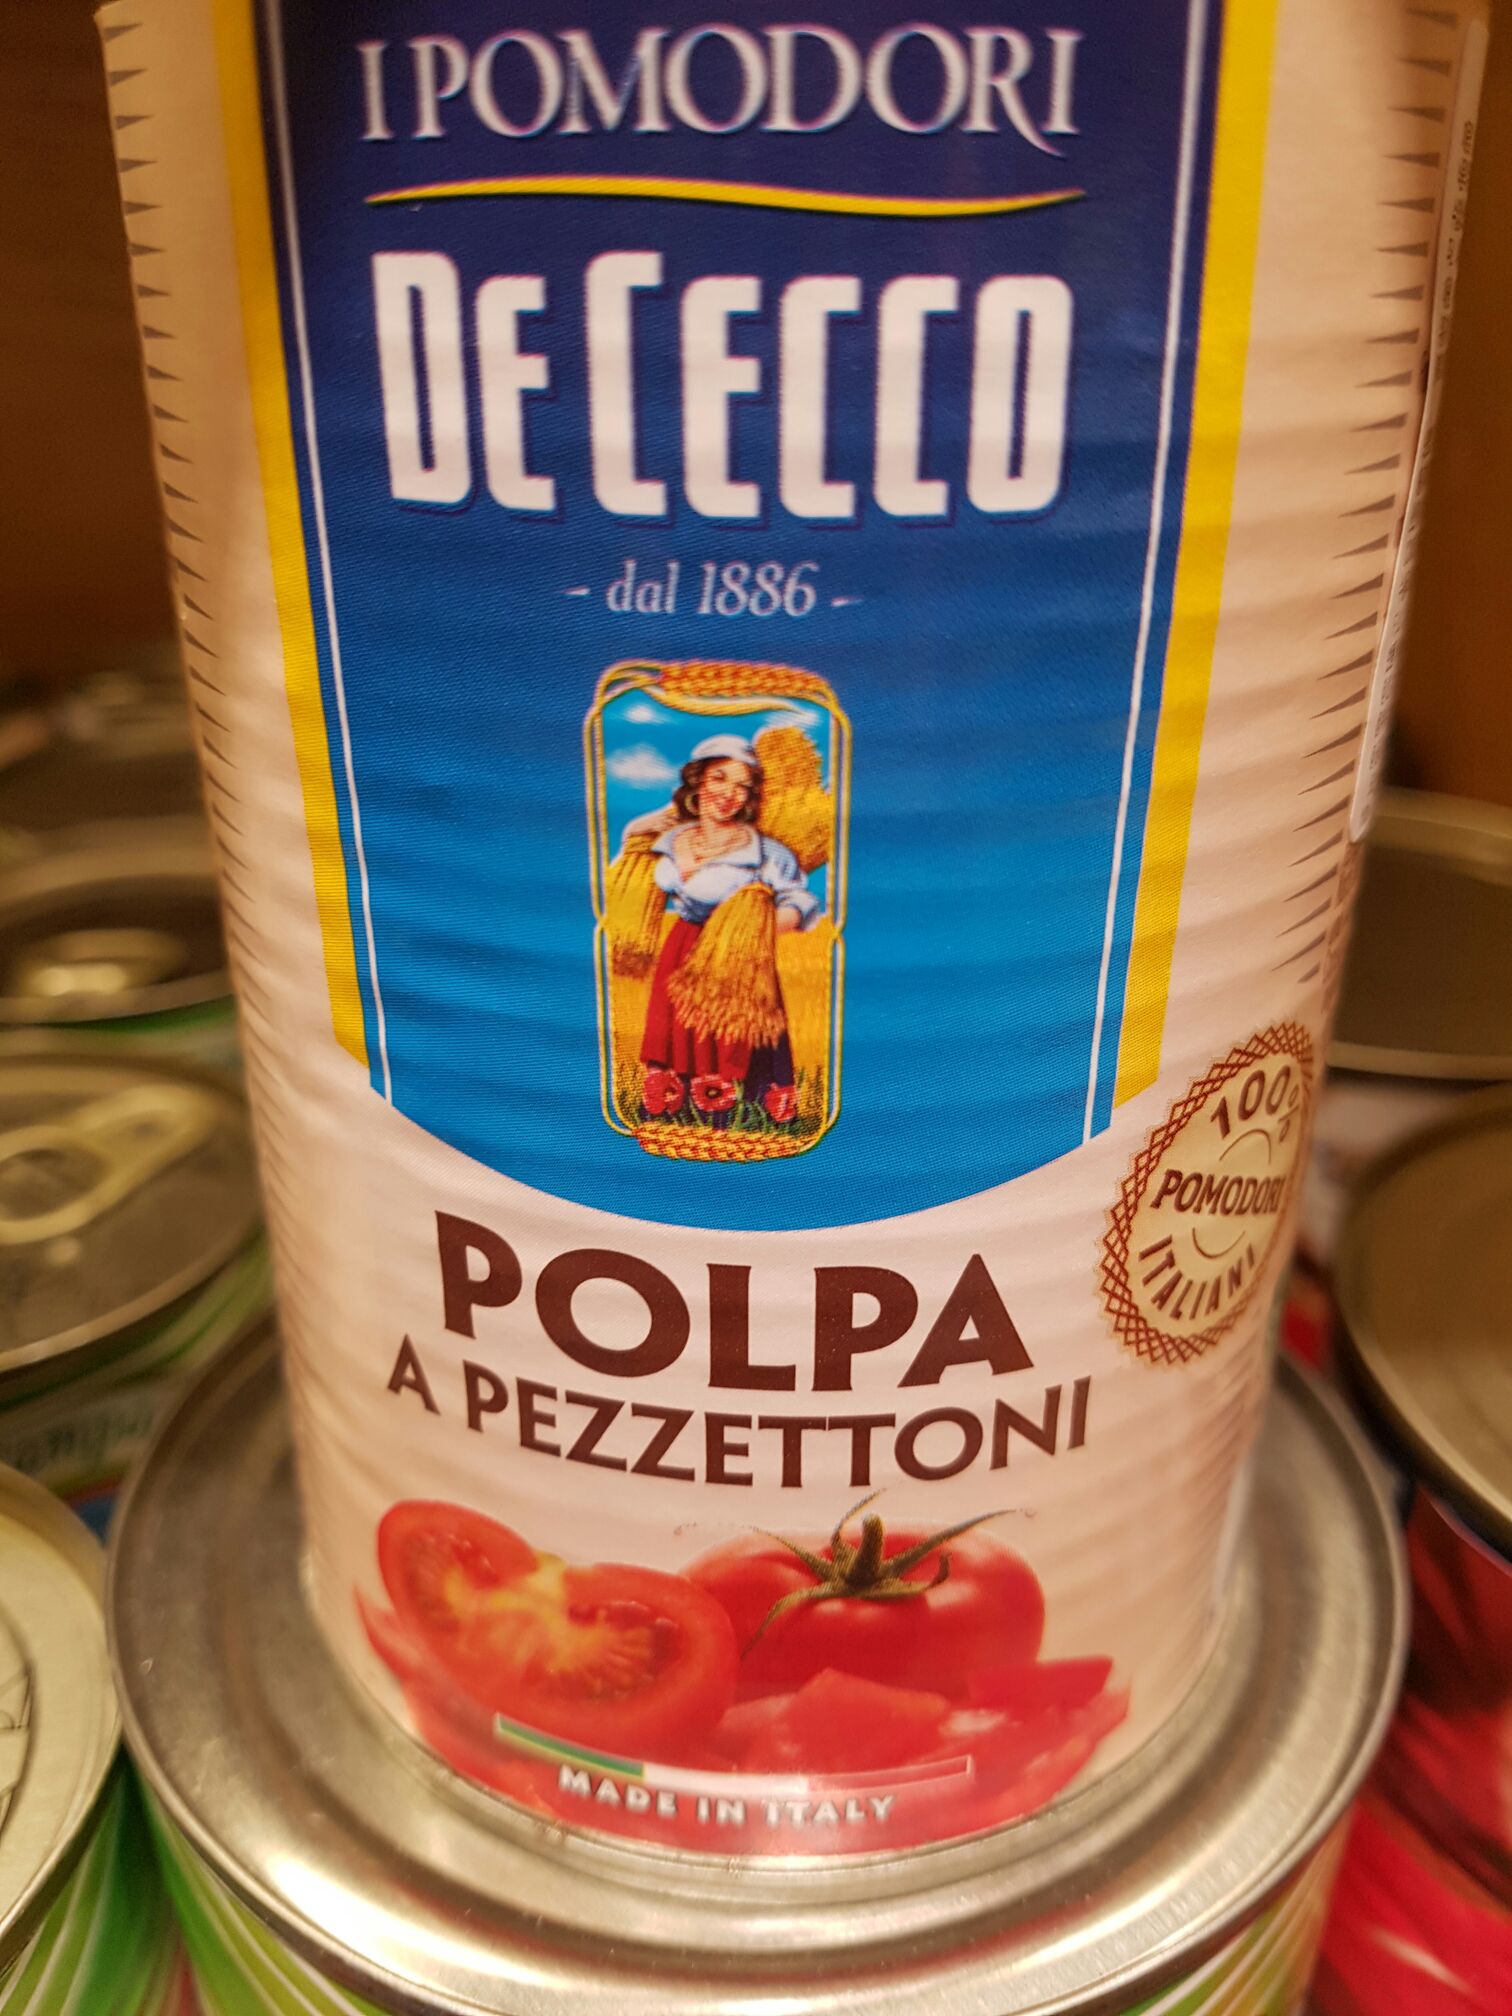 I POMODORI
DE CECCO
- dal 1886 -
POLPA
A PEZZETTONI
100%
POMODORI
ITALIANI
MADE IN ITALY